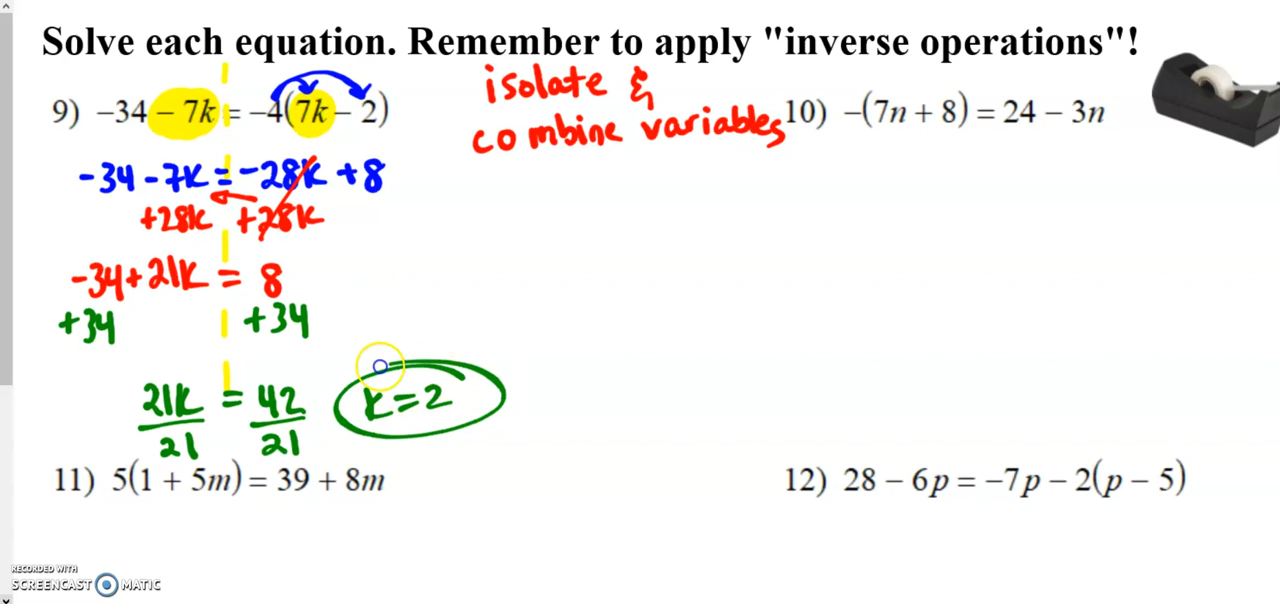 Solve each equation. Remember to apply "inverse operations"!
9) −34 − 7k = −4(7k − 2)
isolate &
combine variables
10) −(7n + 8) = 24 − 3n
-34 - 7k = -28k + 8
+28k +28k
-34 + 21k = 8
+34 +34
21k = 42
21 21
k = 2
11) 5(1 + 5m) = 39 + 8m
12) 28 − 6p = −7p − 2(p − 5)
RECORDED WITH
SCREENCAST MATIC